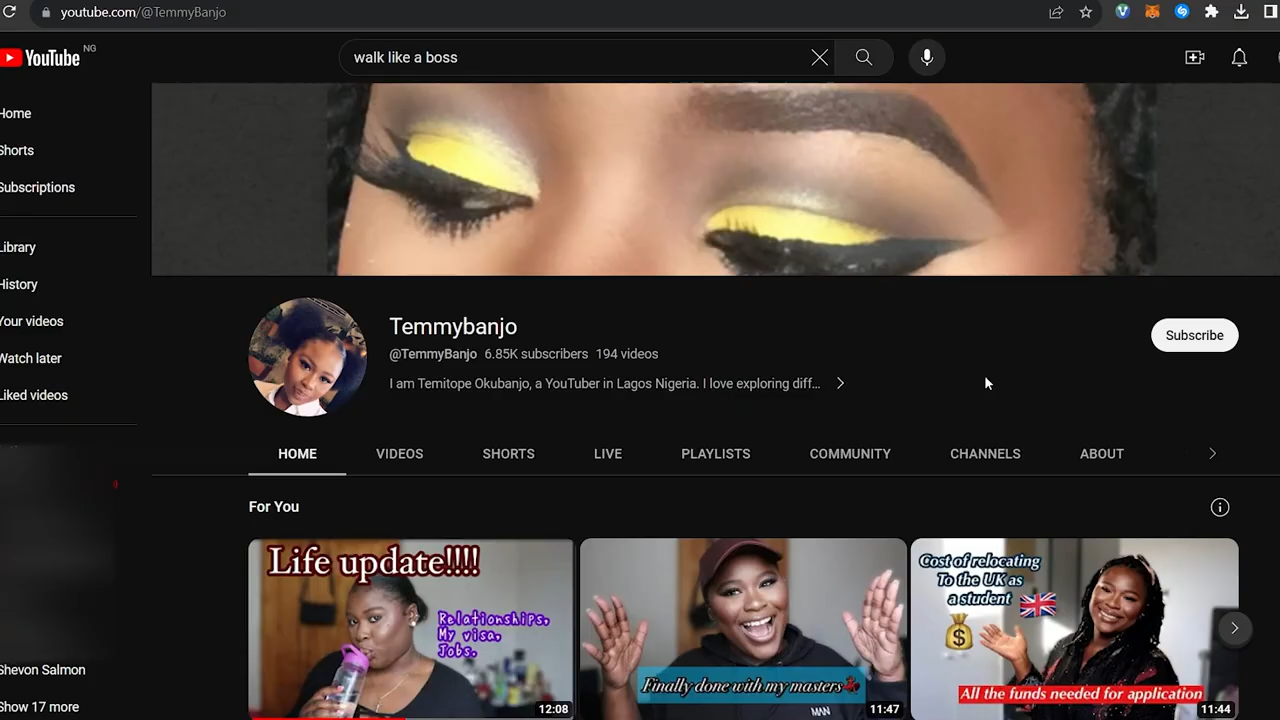 youtube.com/@TemmyBanjo
YouTube NG
walk like a boss
Home
Shorts
Subscriptions
Library
History
Your videos
Watch later
Liked videos
Shevon Salmon
Show 17 more
Temmybanjo
@TemmyBanjo 6.85K subscribers 194 videos
I am Temitope Okubanjo, a YouTuber in Lagos Nigeria. I love exploring diff...
Subscribe
HOME VIDEOS SHORTS LIVE PLAYLISTS COMMUNITY CHANNELS ABOUT
For You
Life update!!!!
Relationships,
My visa,
Jobs.
12:08
Finally done with my masters
11:47
Cost of relocating
To the UK as
a student
All the funds needed for application
11:44